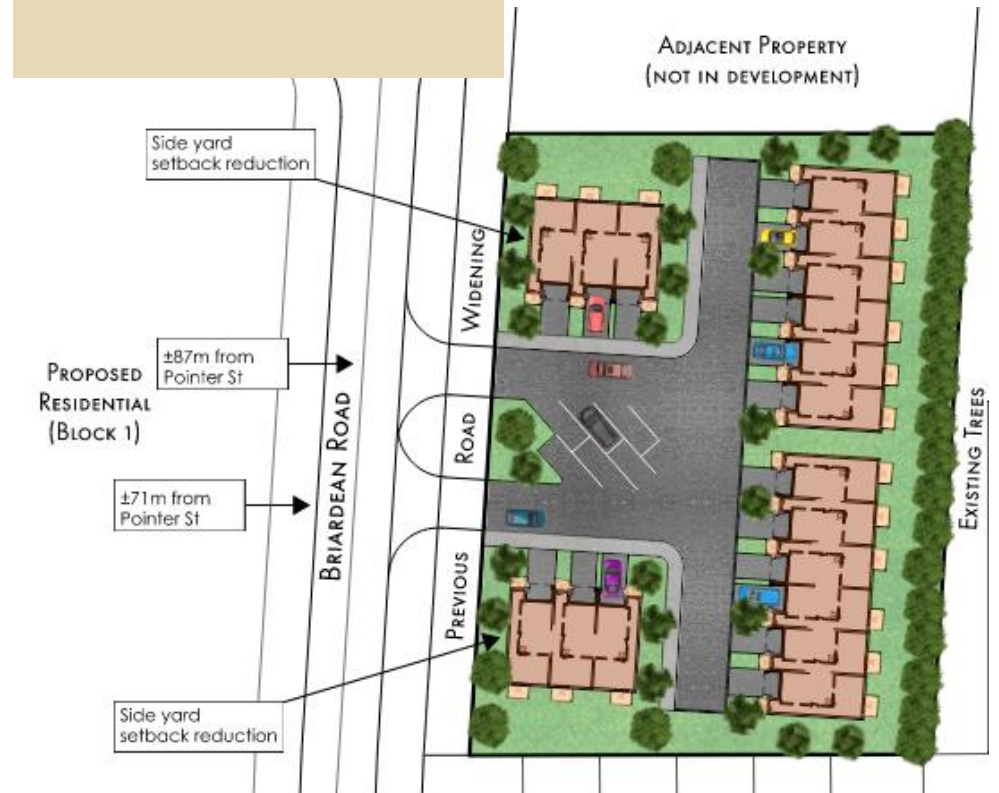 ADJACENT PROPERTY
(NOT IN DEVELOPMENT)
Side yard
setback reduction
WIDENING
±87m from
Pointer St
PROPOSED
RESIDENTIAL
(BLOCK 1)
BRIARDEAN ROAD
ROAD
±71m from
Pointer St
EXISTING TREES
PREVIOUS
Side yard
setback reduction